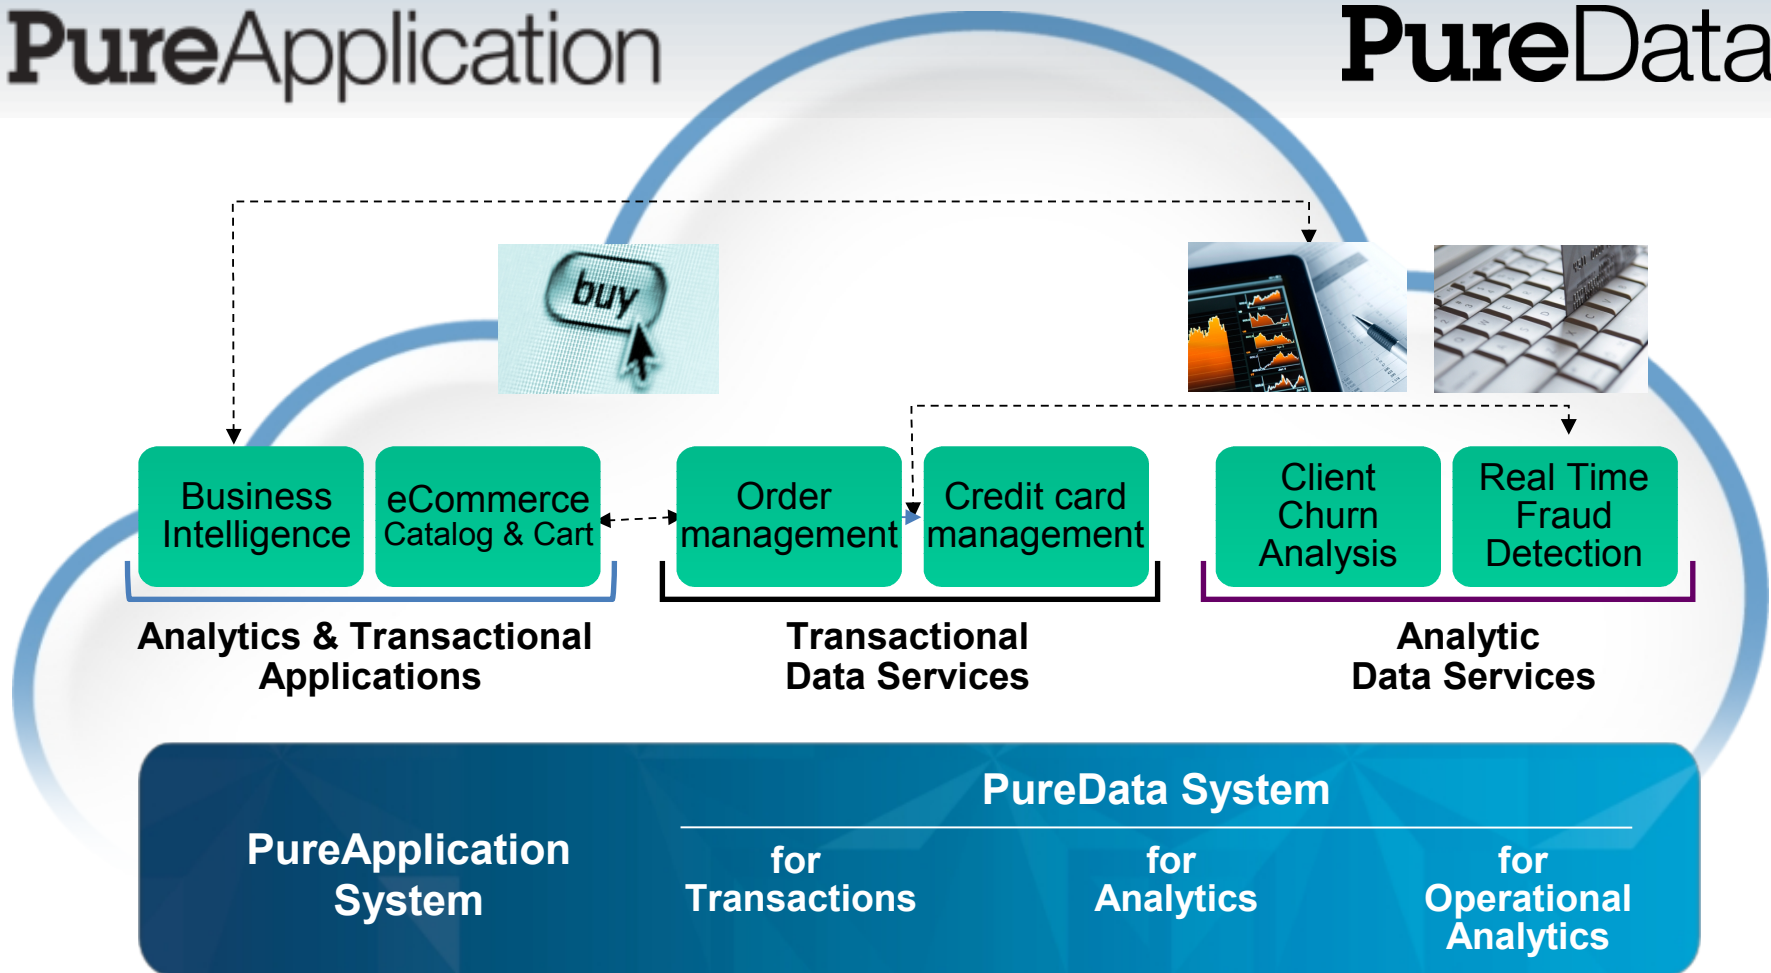 PureApplication
PureData
buy
Business
Intelligence
eCommerce
Catalog & Cart
Order
management
Credit card
management
Client
Churn
Analysis
Real Time
Fraud
Detection
Analytics & Transactional
Applications
Transactional
Data Services
Analytic
Data Services
PureApplication
System
PureData System
for
Transactions
for
Analytics
for
Operational
Analytics